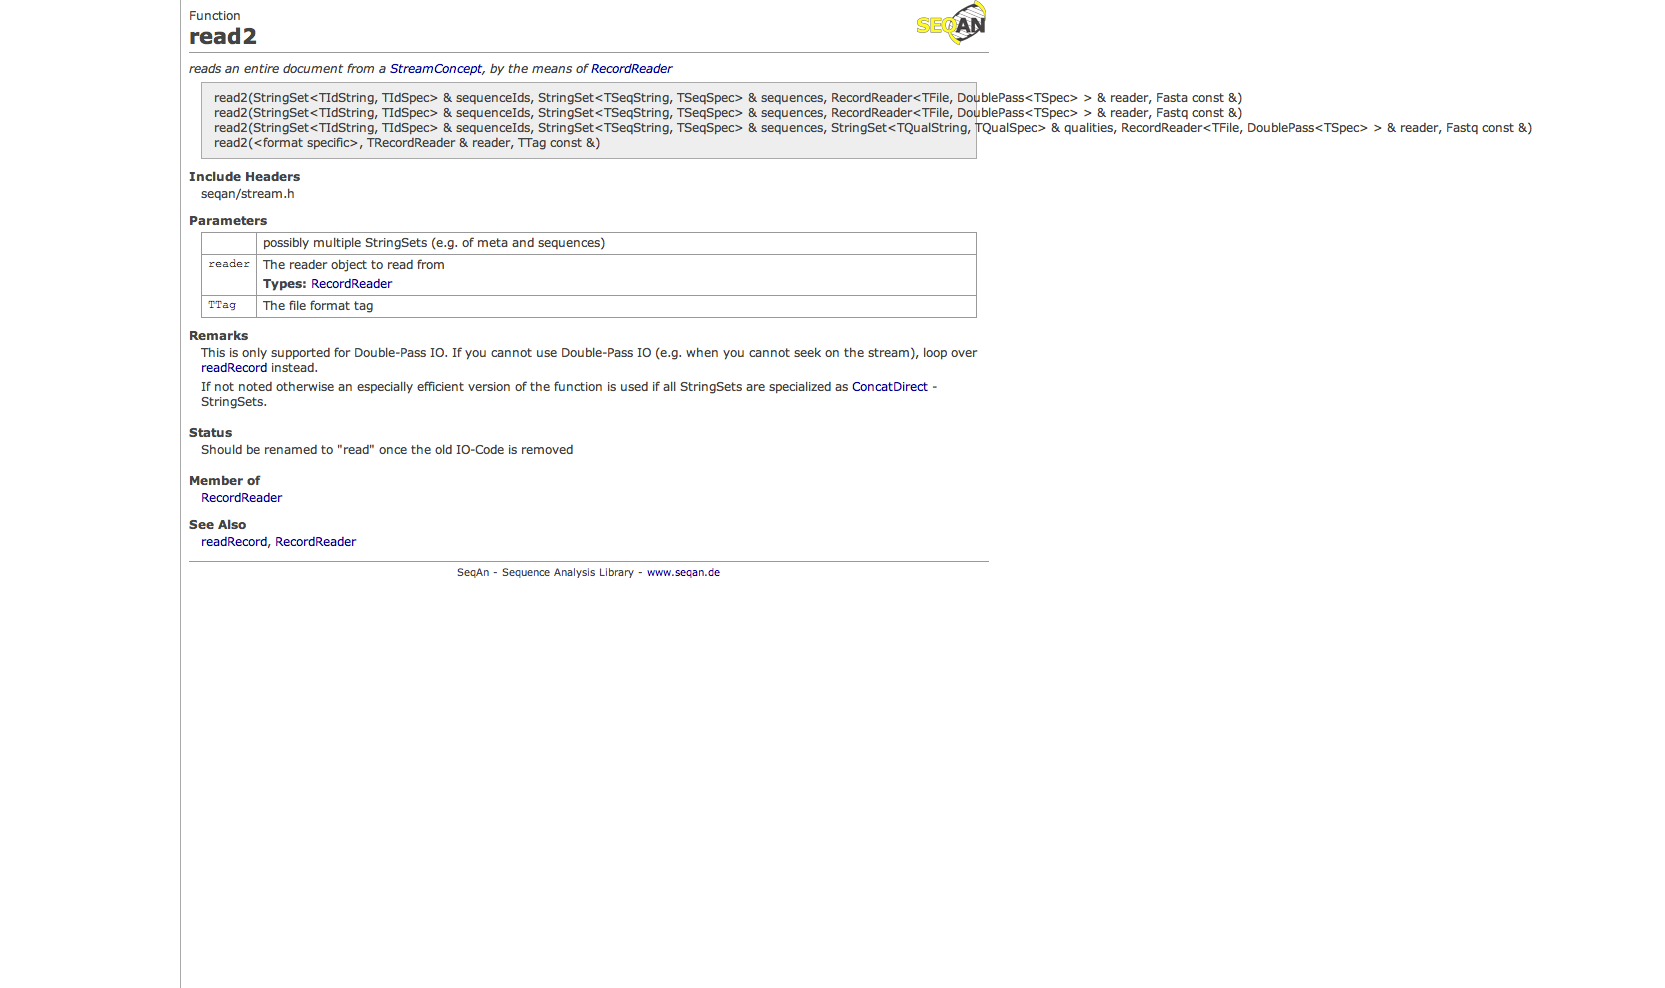 Function
SEQAN
read2
reads an entire document from a StreamConcept, by the means of RecordReader
read2(StringSet<TIdString, TIdSpec> & sequenceIds, StringSet<TSeqString, TSeqSpec> & sequences, RecordReader<TFile, DoublePass<TSpec> > & reader, Fasta const &)
read2(StringSet<TIdString, TIdSpec> & sequenceIds, StringSet<TSeqString, TSeqSpec> & sequences, RecordReader<TFile, DoublePass<TSpec> > & reader, Fastq const &)
read2(StringSet<TIdString, TIdSpec> & sequenceIds, StringSet<TSeqString, TSeqSpec> & sequences, StringSet<TQualString, TQualSpec> & qualities, RecordReader<TFile, DoublePass<TSpec> > & reader, Fastq const &)
read2(<format specific>, TRecordReader & reader, TTag const &)
Include Headers
seqan/stream.h
Parameters
possibly multiple StringSets (e.g. of meta and sequences)
reader The reader object to read from
Types: RecordReader
TTag The file format tag
Remarks
This is only supported for Double-Pass IO. If you cannot use Double-Pass IO (e.g. when you cannot seek on the stream), loop over
readRecord instead.
If not noted otherwise an especially efficient version of the function is used if all StringSets are specialized as ConcatDirect -
StringSets.
Status
Should be renamed to "read" once the old IO-Code is removed
Member of
RecordReader
See Also
readRecord, RecordReader
SeqAn - Sequence Analysis Library - www.seqan.de